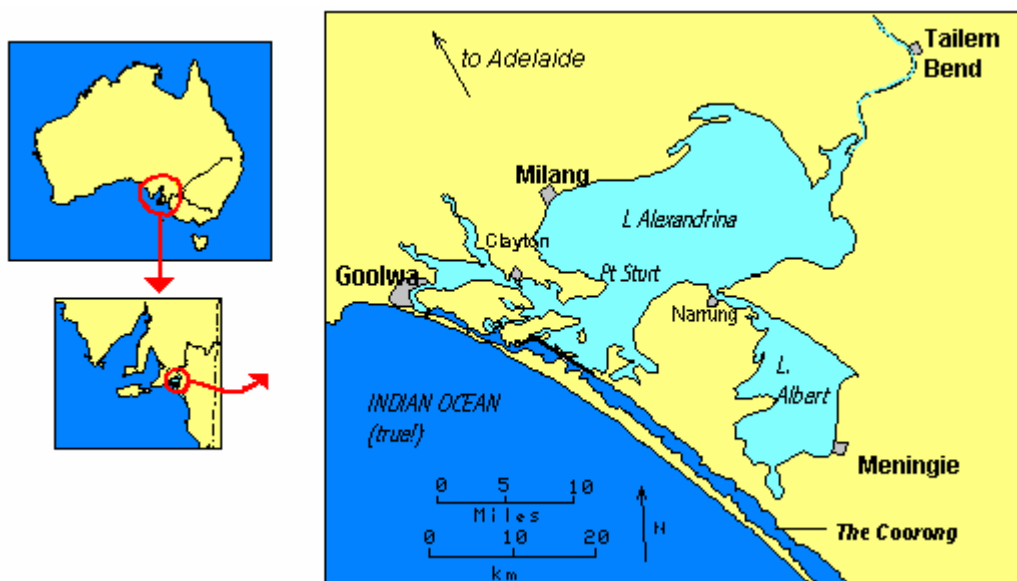 to Adelaide
Tailem
Bend
Milang
L Alexandrina
Clayton
Pt Sturt
Goolwa
Narrung
L.
Albert
INDIAN OCEAN
(true!)
Meningie
0 5 10
Miles
0 10 20
km
N
The Coorong